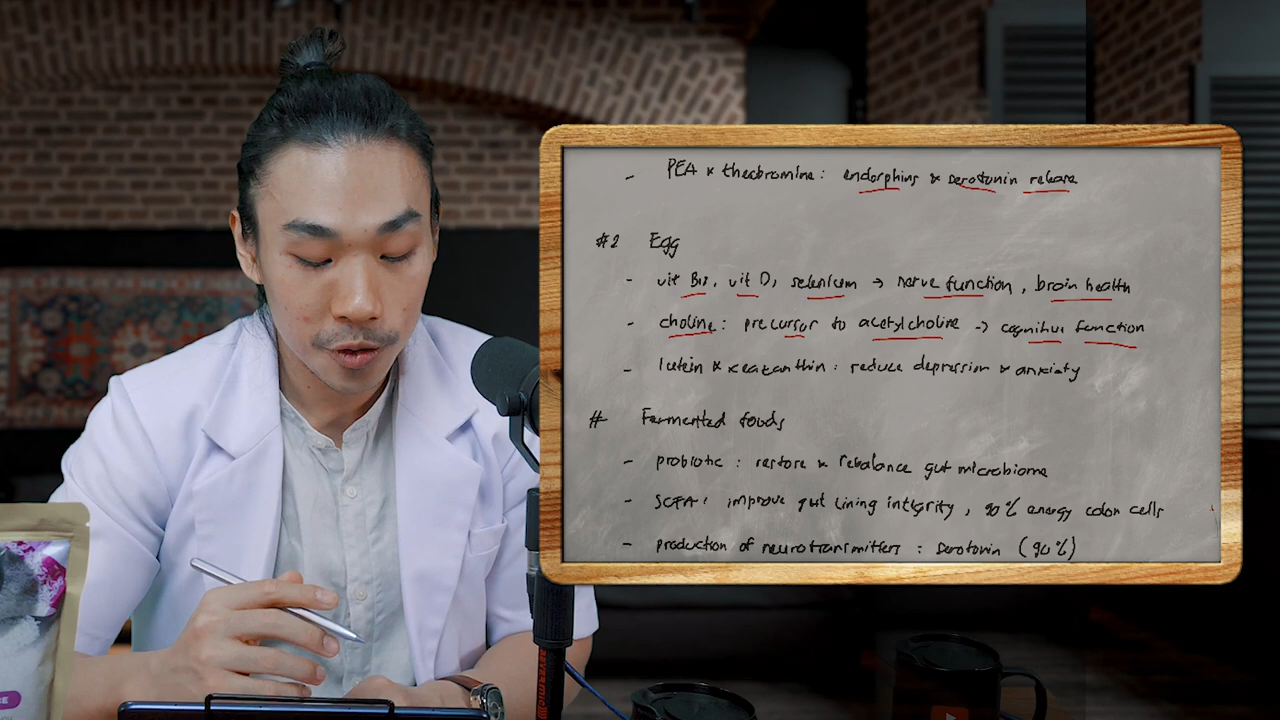 - PEA & theobromine: endorphins & serotonin release
#2 Egg
- vit B12, vit D, selenium → nerve function, brain health
- choline: precursor to acetylcholine → cognitive function
- lutein & zeaxanthin: reduce depression & anxiety
# Fermented foods
- probiotic: restore & rebalance gut microbiome
- SCFA: improve gut lining integrity, 90% energy colon cells
- production of neurotransmitters: serotonin (90%)